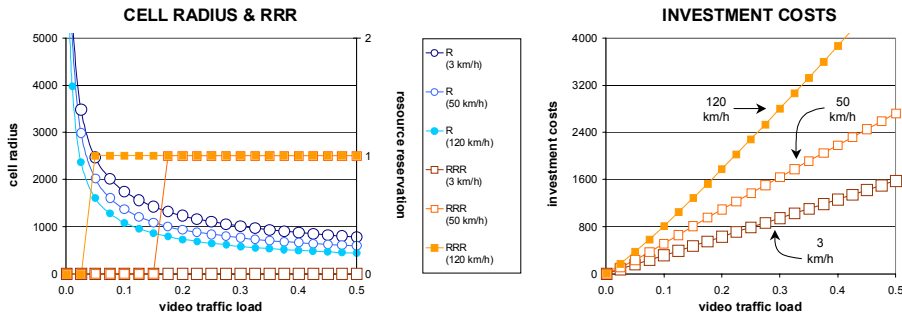 CELL RADIUS & RRR
5000
4000
3000
2000
1000
0
cell radius
0.0
0.1
0.2
0.3
0.4
0.5
video traffic load
2
1
0
resource reservation
R
(3 km/h)
R
(50 km/h)
R
(120 km/h)
RRR
(3 km/h)
RRR
(50 km/h)
RRR
(120 km/h)
INVESTMENT COSTS
4000
3200
2400
1600
800
0
investment costs
0.0
0.1
0.2
0.3
0.4
0.5
video traffic load
120
km/h
50
km/h
3
km/h